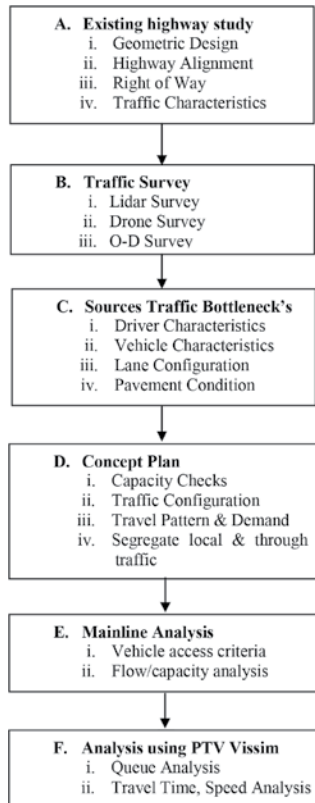 A. Existing highway study
i. Geometric Design
ii. Highway Alignment
iii. Right of Way
iv. Traffic Characteristics
B. Traffic Survey
i. Lidar Survey
ii. Drone Survey
iii. O-D Survey
C. Sources Traffic Bottleneck's
i. Driver Characteristics
ii. Vehicle Characteristics
iii. Lane Configuration
iv. Pavement Condition
D. Concept Plan
i. Capacity Checks
ii. Traffic Configuration
iii. Travel Pattern & Demand
iv. Segregate local & through
traffic
E. Mainline Analysis
i. Vehicle access criteria
ii. Flow/capacity analysis
F. Analysis using PTV Vissim
i. Queue Analysis
ii. Travel Time, Speed Analysis